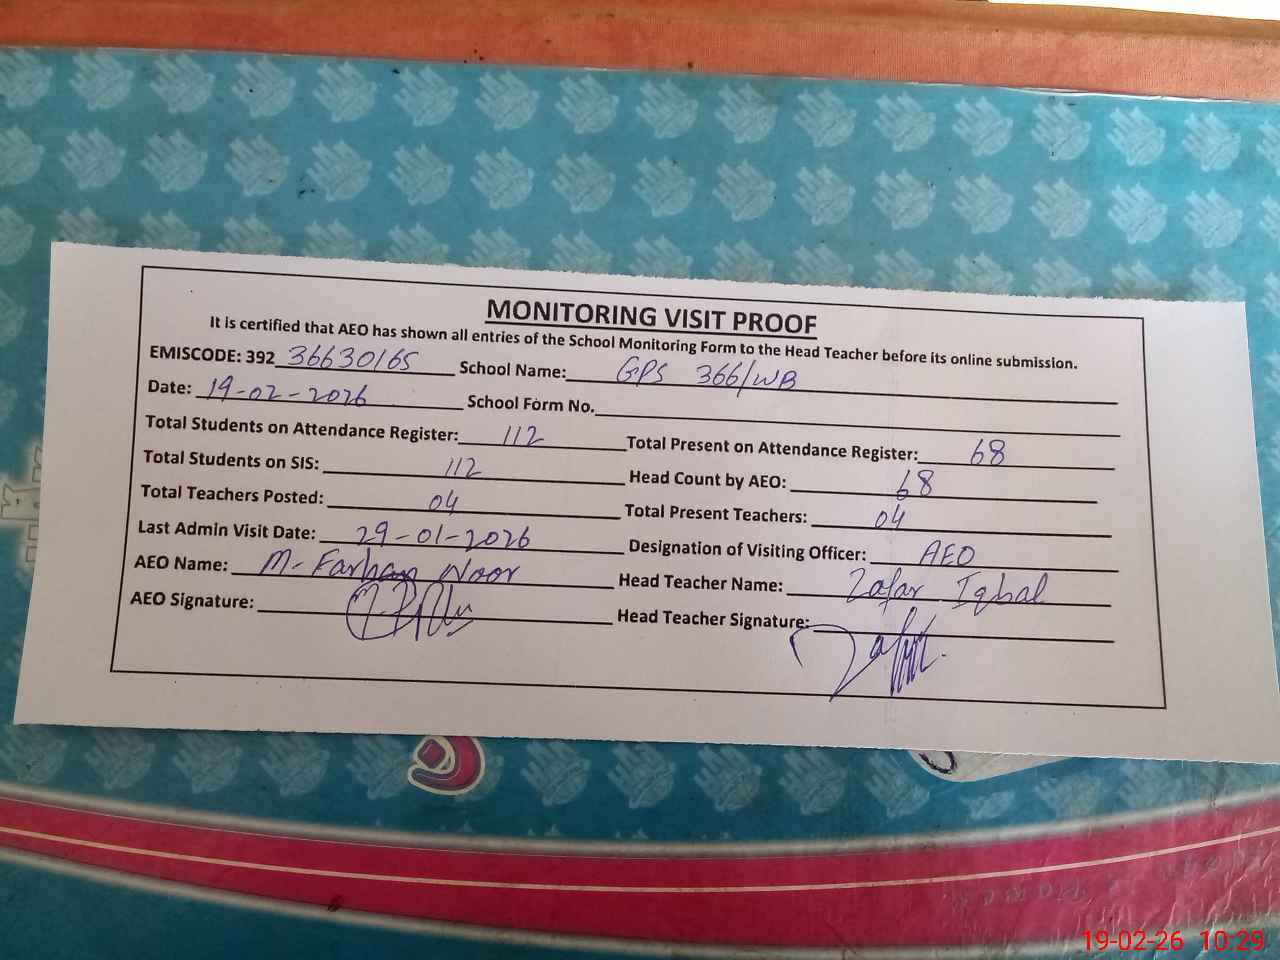 MONITORING VISIT PROOF
It is certified that AEO has shown all entries of the School Monitoring Form to the Head Teacher before its online submission.
EMISCODE: 392 36630165 School Name: GPS 366/WB
Date: 19-02-2026 School Form No.
Total Students on Attendance Register: 112 Total Present on Attendance Register: 68
Total Students on SIS: 112 Head Count by AEO: 68
Total Teachers Posted: 04 Total Present Teachers: 04
Last Admin Visit Date: 29-01-2026 Designation of Visiting Officer: AEO
AEO Name: M. Farhan Noor Head Teacher Name: Zafar Iqbal
AEO Signature: Head Teacher Signature:
19-02-26 10:29